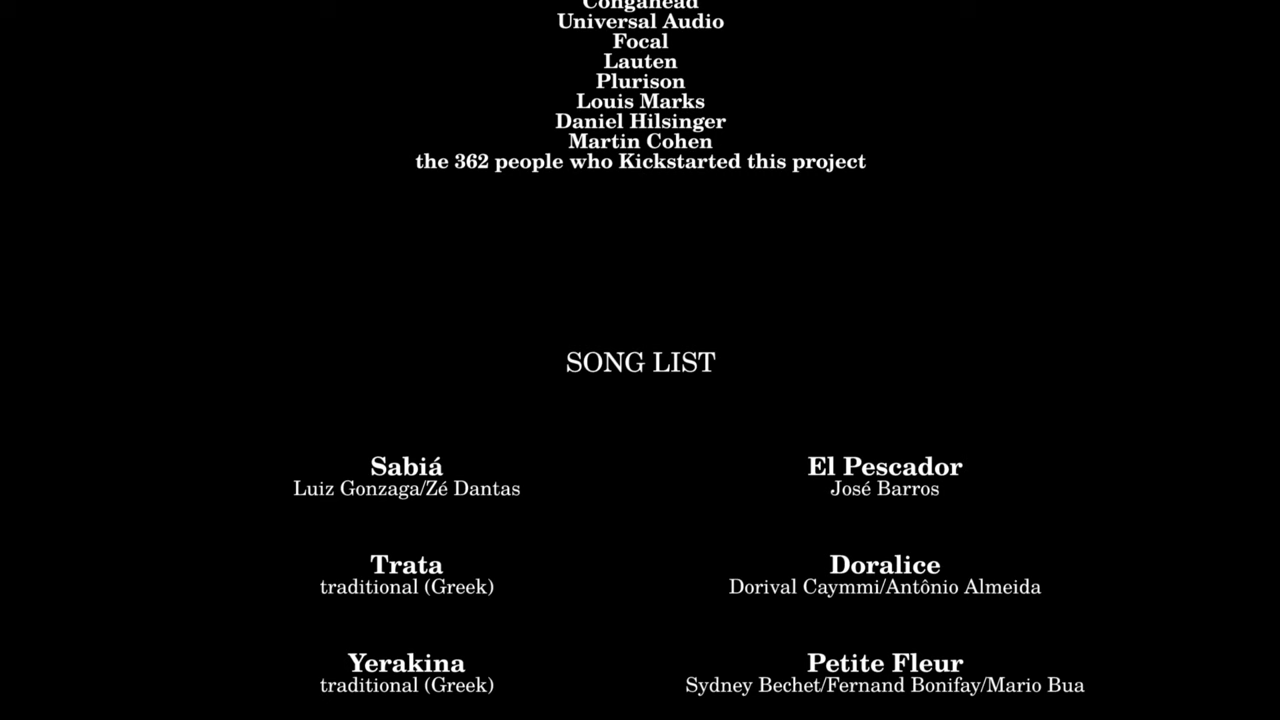 Congahead
Universal Audio
Focal
Lauten
Plurison
Louis Marks
Daniel Hilsinger
Martin Cohen
the 362 people who Kickstarted this project
SONG LIST
Sabiá
Luiz Gonzaga/Zé Dantas
El Pescador
José Barros
Trata
traditional (Greek)
Doralice
Dorival Caymmi/Antônio Almeida
Yerakina
traditional (Greek)
Petite Fleur
Sydney Bechet/Fernand Bonifay/Mario Bua